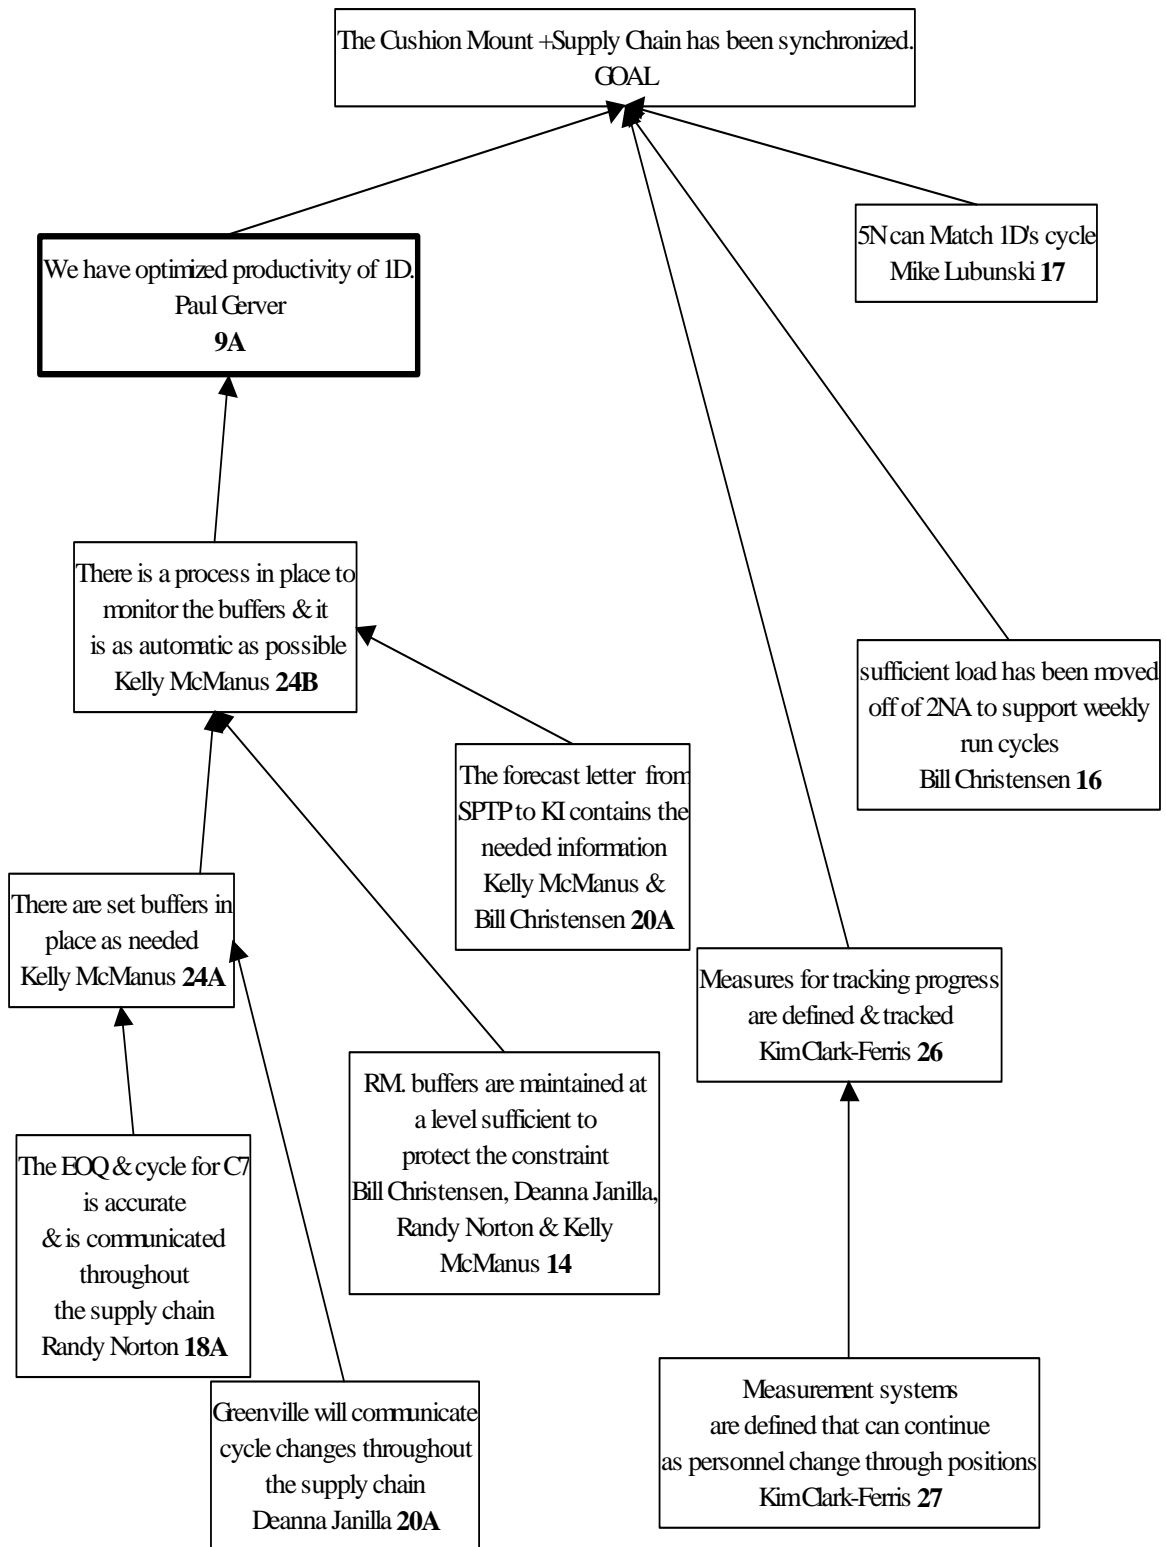 The Cushion Mount +Supply Chain has been synchronized.
GOAL
5N can Match 1D's cycle
Mike Lubunski 17
We have optimized productivity of 1D.
Paul Gerver
9A
There is a process in place to
monitor the buffers & it
is as automatic as possible
Kelly McManus 24B
sufficient load has been moved
off of 2NA to support weekly
run cycles
Bill Christensen 16
The forecast letter from
SPTP to KI contains the
needed information
Kelly McManus &
Bill Christensen 20A
There are set buffers in
place as needed
Kelly McManus 24A
Measures for tracking progress
are defined & tracked
Kim Clark-Ferris 26
RM. buffers are maintained at
a level sufficient to
protect the constraint
Bill Christensen, Deanna Janilla,
Randy Norton & Kelly
McManus 14
The EOQ & cycle for C7
is accurate
& is communicated
throughout
the supply chain
Randy Norton 18A
Greenville will communicate
cycle changes throughout
the supply chain
Deanna Janilla 20A
Measurement systems
are defined that can continue
as personnel change through positions
Kim Clark-Ferris 27